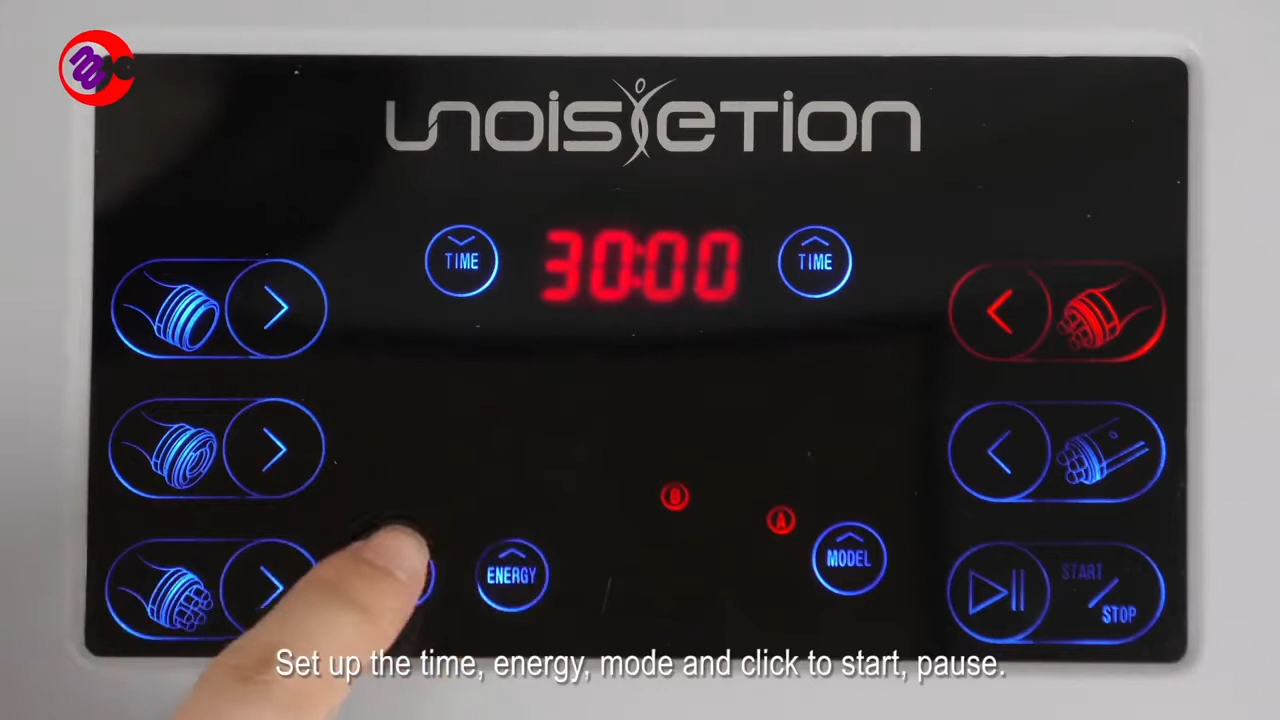 UNOISETION
TIME
30:00
TIME
B
A
MODEL
ENERGY
START
STOP
Set up the time, energy, mode and click to start, pause.